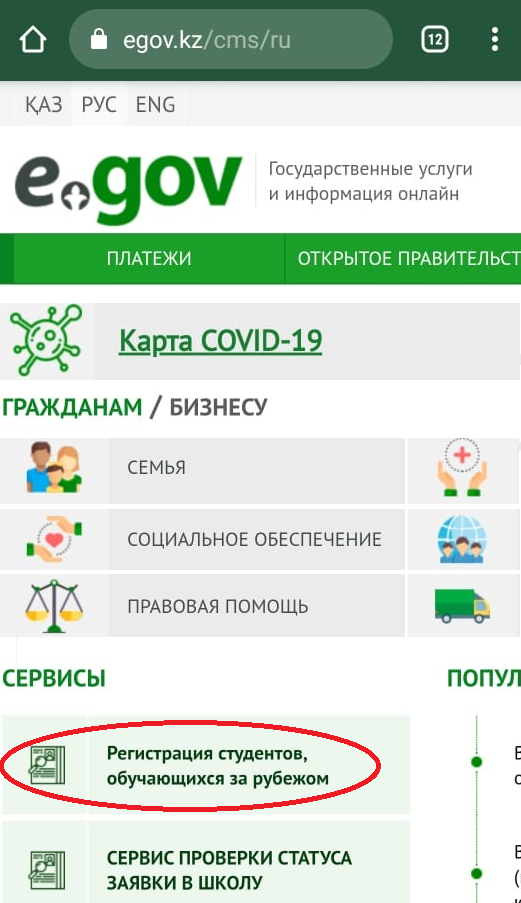 egov.kz/cms/ru
12
ҚАЗ РУС ENG
e.gov
Государственные услуги
и информация онлайн
ПЛАТЕЖИ
ОТКРЫТОЕ ПРАВИТЕЛЬСТ
Карта COVID-19
ГРАЖДАНАМ / БИЗНЕСУ
СЕМЬЯ
СОЦИАЛЬНОЕ ОБЕСПЕЧЕНИЕ
ПРАВОВАЯ ПОМОЩЬ
СЕРВИСЫ
ПОПУЛ
Регистрация студентов,
обучающихся за рубежом
СЕРВИС ПРОВЕРКИ СТАТУСА
ЗАЯВКИ В ШКОЛУ